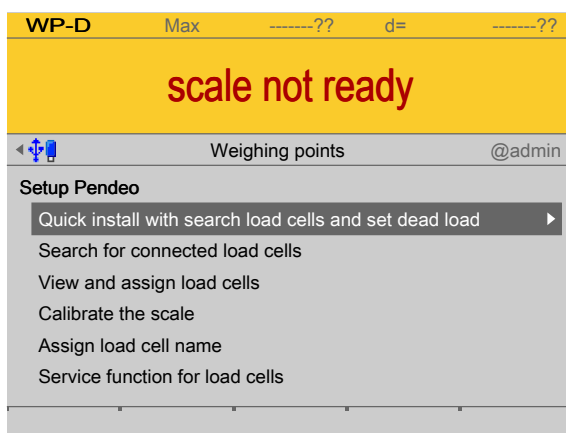 WP-D Max -------?? d= -------??
scale not ready
Weighing points @admin
Setup Pendeo
Quick install with search load cells and set dead load
Search for connected load cells
View and assign load cells
Calibrate the scale
Assign load cell name
Service function for load cells